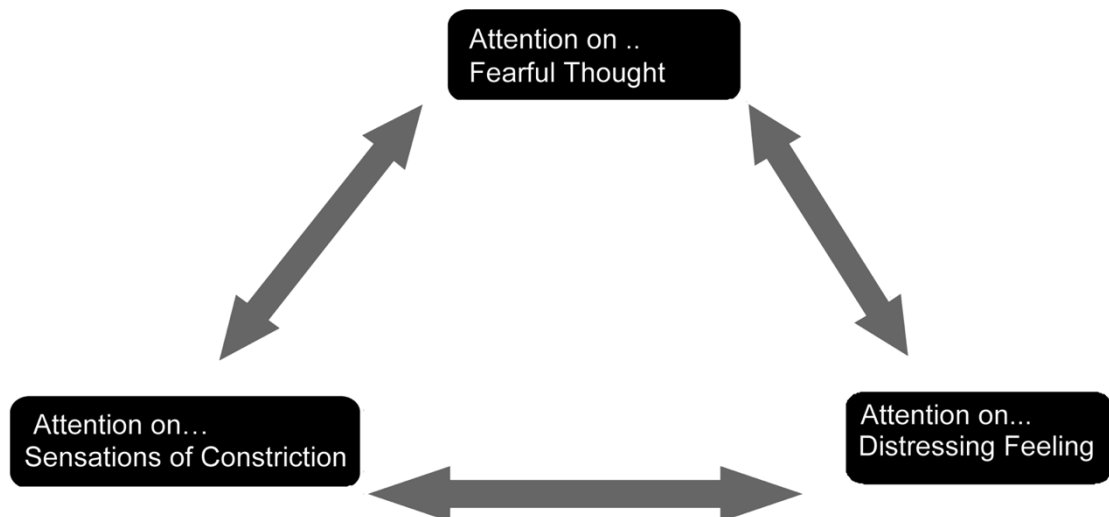 Attention on ..
Fearful Thought
Attention on…
Sensations of Constriction
Attention on...
Distressing Feeling